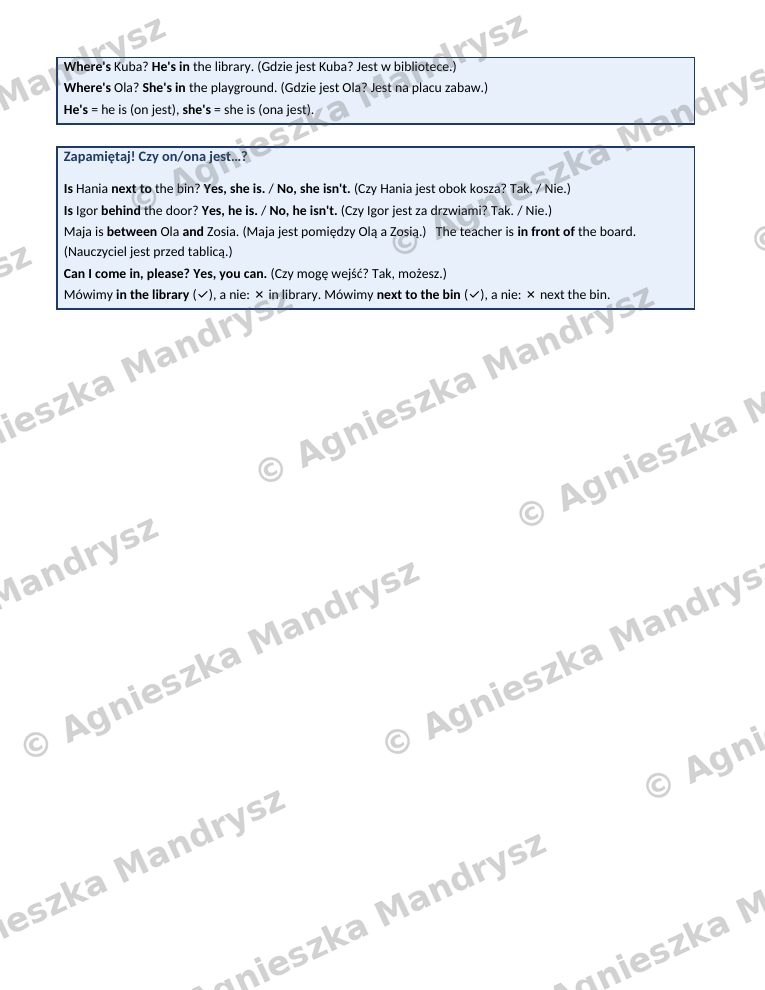 Where's Kuba? He's in the library. (Gdzie jest Kuba? Jest w bibliotece.)
Where's Ola? She's in the playground. (Gdzie jest Ola? Jest na placu zabaw.)
He's = he is (on jest), she's = she is (ona jest).
Zapamiętaj! Czy on/ona jest…?
Is Hania next to the bin? Yes, she is. / No, she isn't. (Czy Hania jest obok kosza? Tak. / Nie.)
Is Igor behind the door? Yes, he is. / No, he isn't. (Czy Igor jest za drzwiami? Tak. / Nie.)
Maja is between Ola and Zosia. (Maja jest pomiędzy Olą a Zosią.)   The teacher is in front of the board.
(Nauczyciel jest przed tablicą.)
Can I come in, please? Yes, you can. (Czy mogę wejść? Tak, możesz.)
Mówimy in the library (✓), a nie: ✗ in library. Mówimy next to the bin (✓), a nie: ✗ next the bin.
© Agnieszka Mandrysz